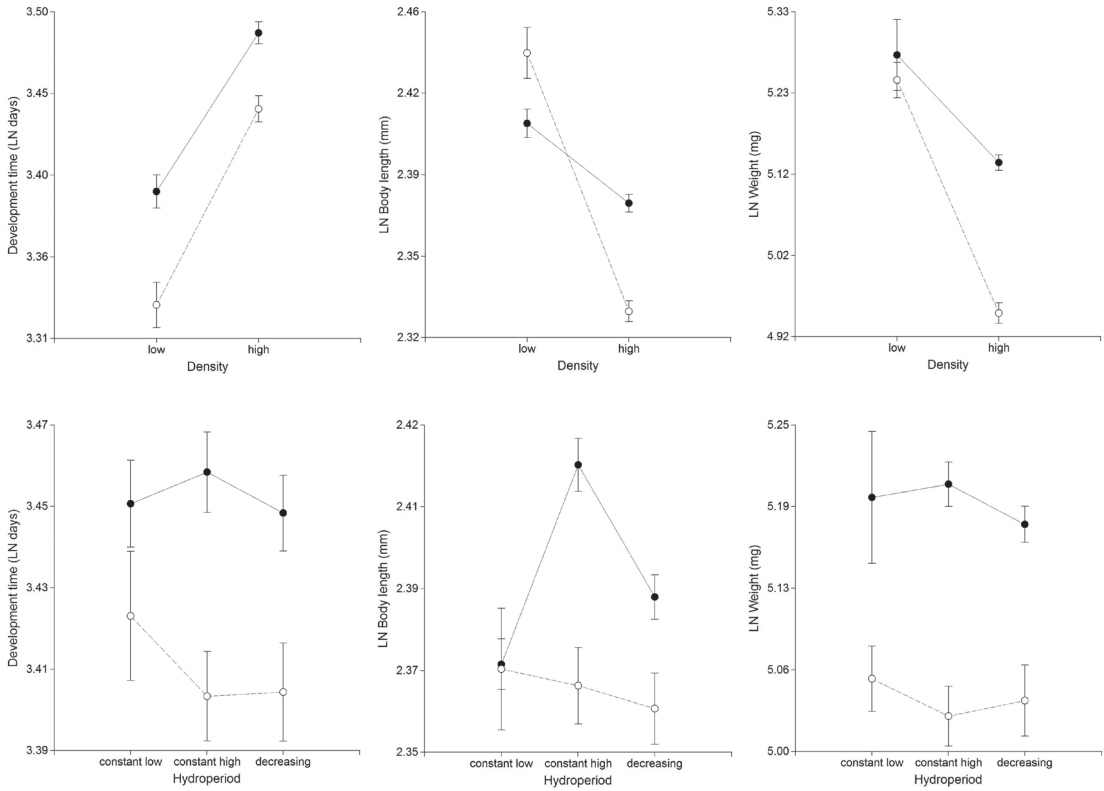 Development time (LN days)
3.50
3.45
3.40
3.36
3.31
low
high
Density
LN Body length (mm)
2.46
2.42
2.39
2.35
2.32
low
high
Density
LN Weight (mg)
5.33
5.23
5.12
5.02
4.92
low
high
Density
Development time (LN days)
3.47
3.45
3.43
3.41
3.39
constant low
constant high
decreasing
Hydroperiod
LN Body length (mm)
2.42
2.41
2.39
2.37
2.35
constant low
constant high
decreasing
Hydroperiod
LN Weight (mg)
5.25
5.19
5.13
5.06
5.00
constant low
constant high
decreasing
Hydroperiod